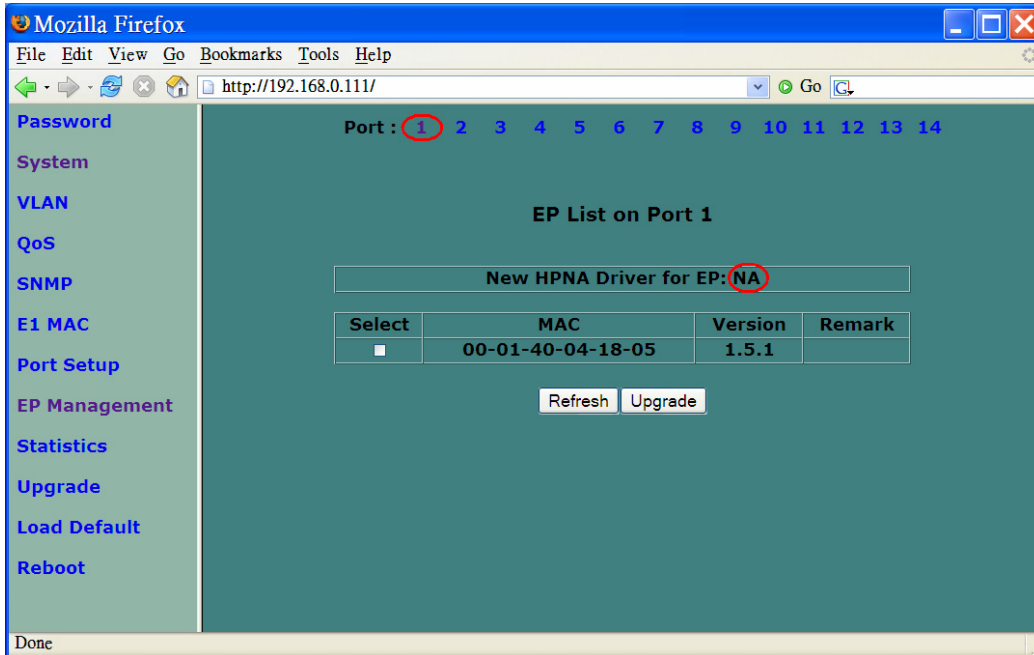 Mozilla Firefox
File Edit View Go Bookmarks Tools Help
http://192.168.0.111/ Go G
Password
System
VLAN
QoS
SNMP
E1 MAC
Port Setup
EP Management
Statistics
Upgrade
Load Default
Reboot
Port : 1 2 3 4 5 6 7 8 9 10 11 12 13 14
EP List on Port 1
New HPNA Driver for EP: NA
Select MAC Version Remark
00-01-40-04-18-05 1.5.1
Refresh Upgrade
Done